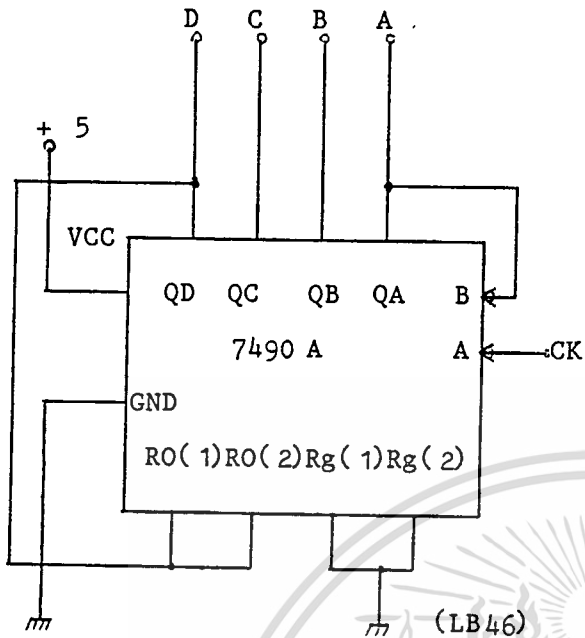 D C B A
+ 5
VCC
QD QC QB QA B
7490 A A CK
GND
RO(1)RO(2)Rg(1)Rg(2)
(LB46)